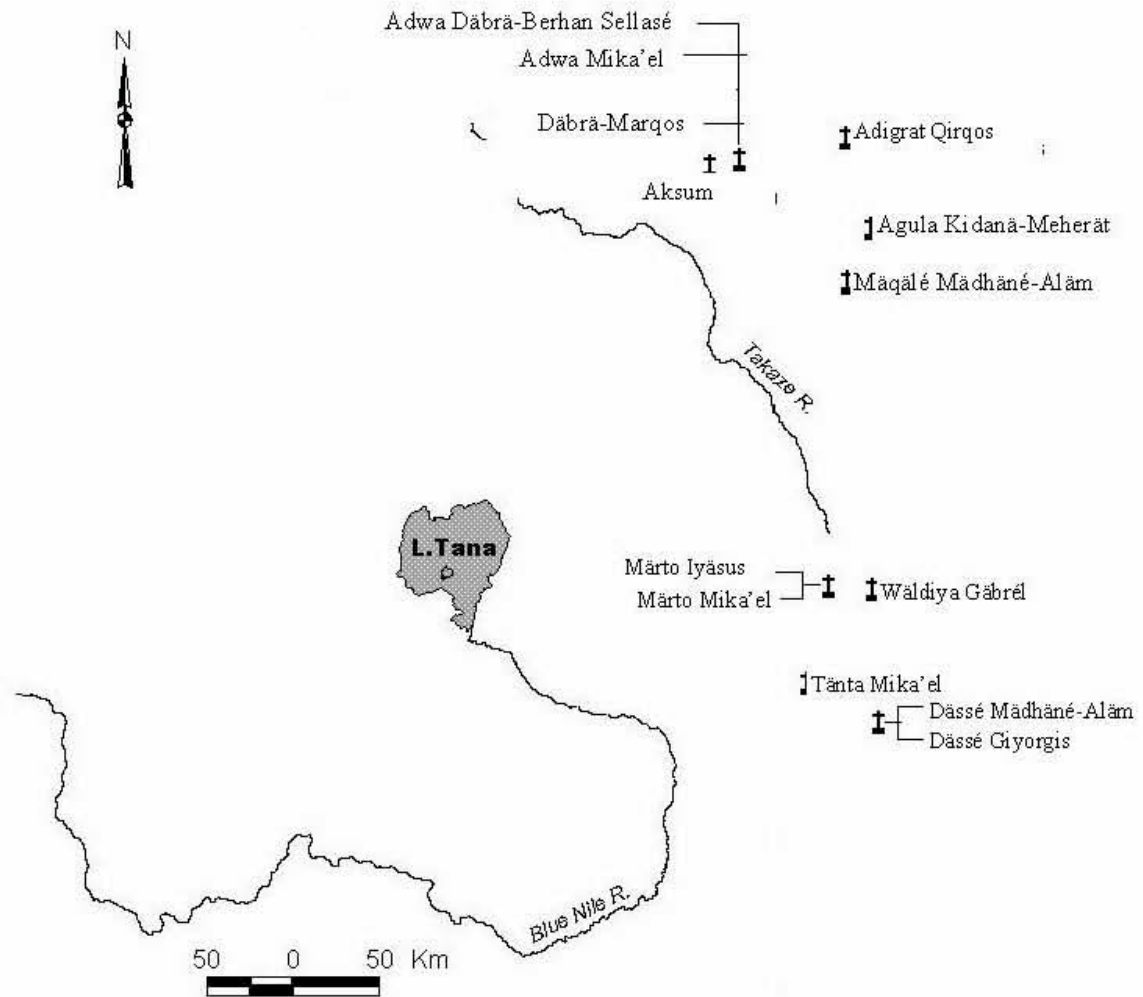 Adwa Däbrä-Berhan Sellasé
N
Adwa Mika'el
Däbrä-Marqos
Adigrat Qirqos
Aksum
Agula Kidanä-Meherät
Mäqälé Mädhäné-Aläm
Takaze R.
L.Tana
Märto Iyäsus
Märto Mika'el
Wäldiya Gäbrél
Tänta Mika'el
Dässé Mädhäné-Aläm
Dässé Giyorgis
Blue Nile R.
50 0 50 Km